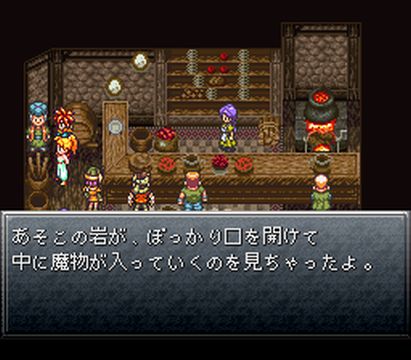 あそこの岩が、ぽっかり口を開けて
中に魔物が入っていくのを見ちゃったよ。